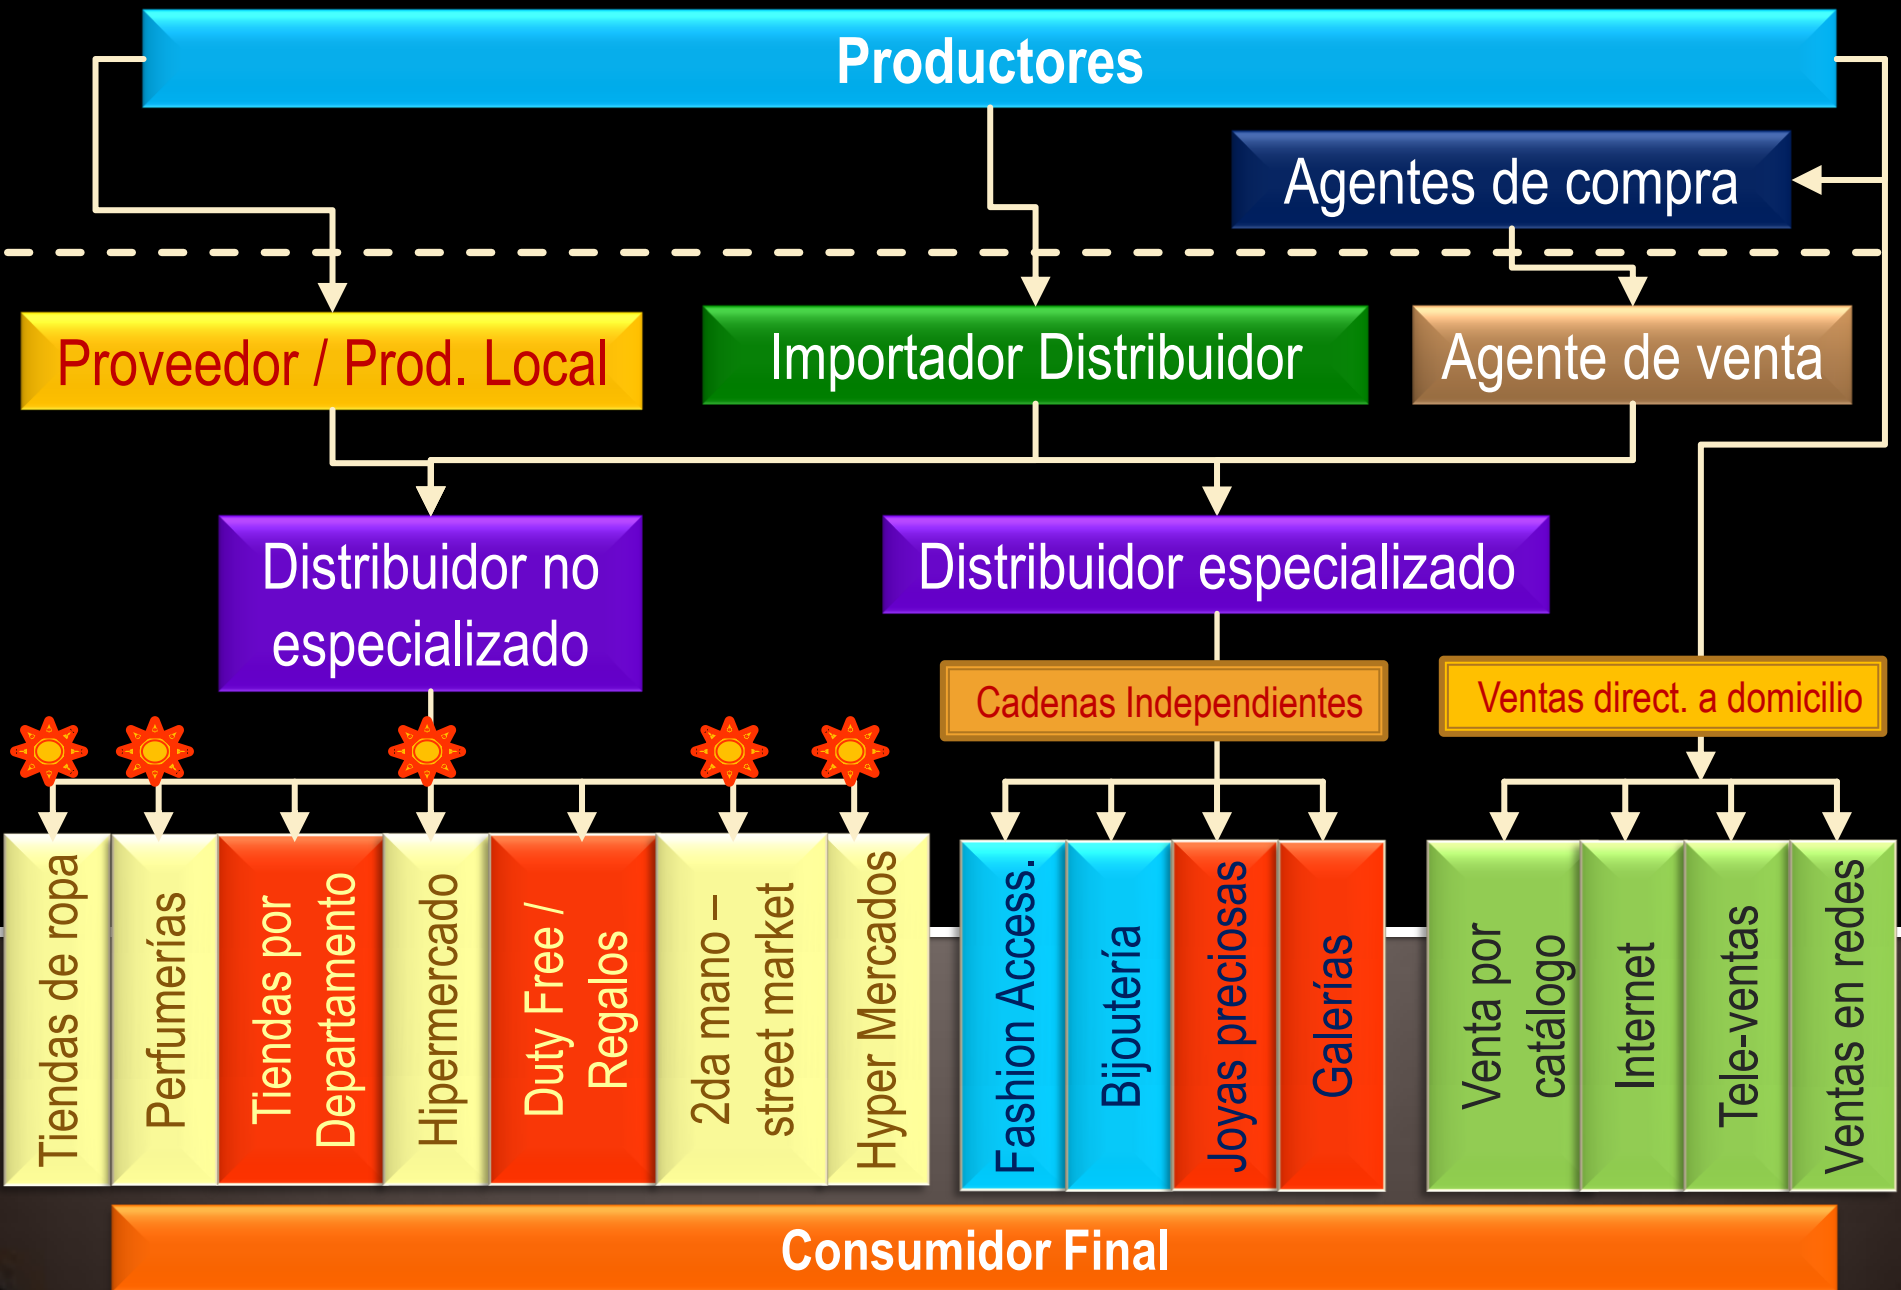 Productores
Agentes de compra
Proveedor / Prod. Local
Importador Distribuidor
Agente de venta
Distribuidor no
especializado
Distribuidor especializado
Cadenas Independientes
Ventas direct. a domicilio
Tiendas de ropa
Perfumerías
Tiendas por
Departamento
Hipermercado
Duty Free /
Regalos
2da mano –
street market
Hyper Mercados
Fashion Access.
Bijoutería
Joyas preciosas
Galerías
Venta por
catálogo
Internet
Tele-ventas
Ventas en redes
Consumidor Final